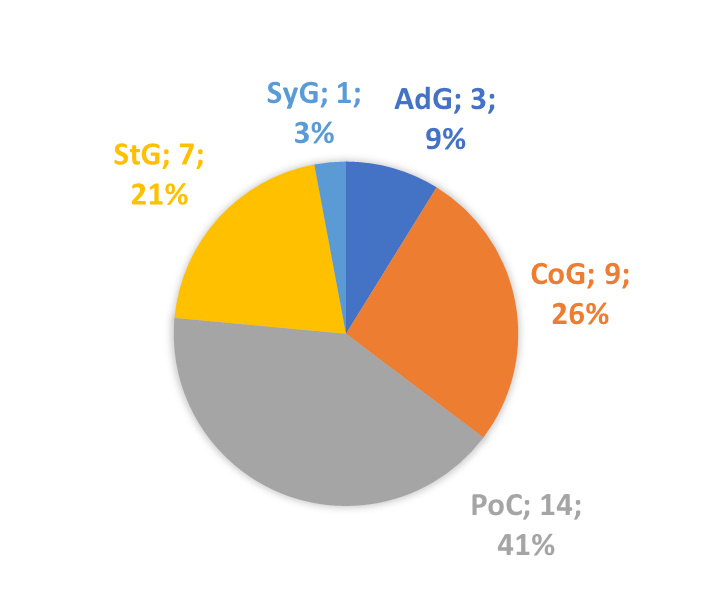 SyG; 1;
3%
AdG; 3;
9%
StG; 7;
21%
CoG; 9;
26%
PoC; 14;
41%